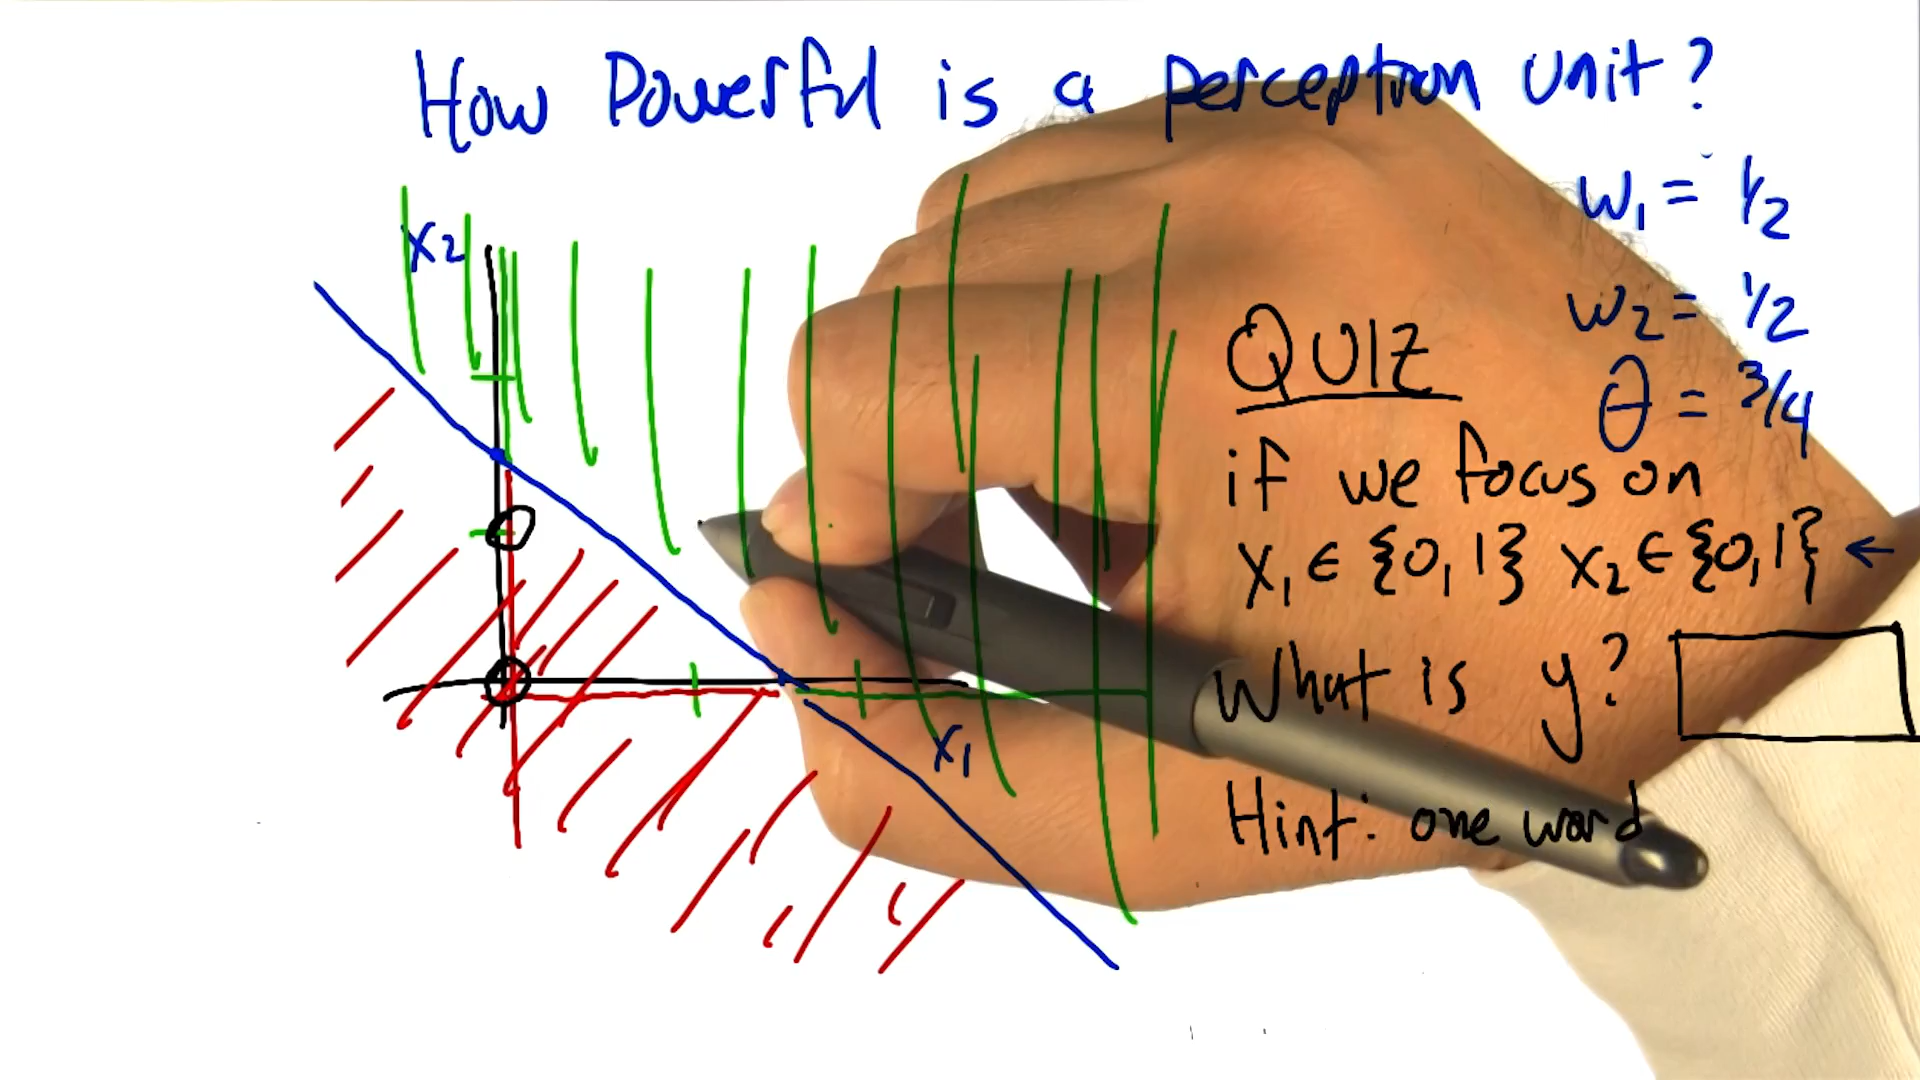 How Powerful is a perceptron unit?
w1 = 1/2
x2
w2 = 1/2
θ = 3/4
QUIZ
if we focus on
x1 ∈ {0,1} x2 ∈ {0,1} ←
What is y?
x1
Hint: one word